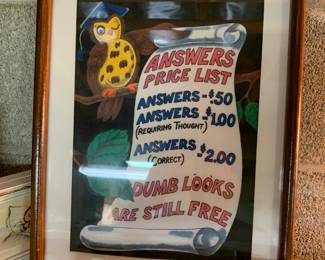 ANSWERS
PRICE LIST
ANSWERS-$.50
ANSWERS-$1.00
(REQUIRING THOUGHT)
ANSWERS-$2.00
(CORRECT)
DUMB LOOKS
ARE STILL FREE